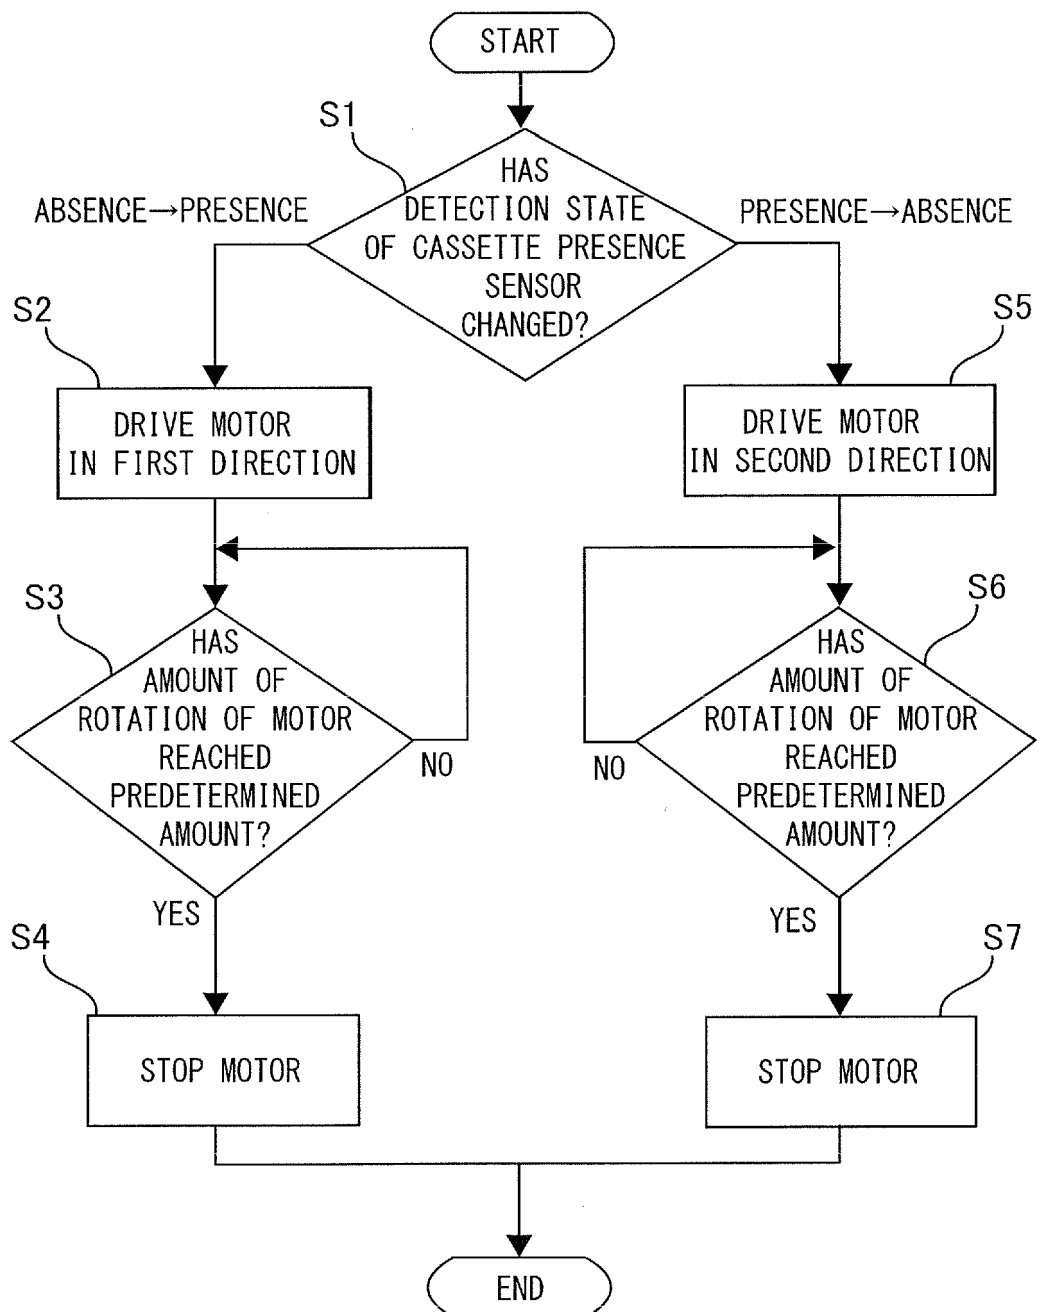 START
S1
HAS
DETECTION STATE
OF CASSETTE PRESENCE
SENSOR
CHANGED?
ABSENCE→PRESENCE
PRESENCE→ABSENCE
S2
DRIVE MOTOR
IN FIRST DIRECTION
S5
DRIVE MOTOR
IN SECOND DIRECTION
S3
HAS
AMOUNT OF
ROTATION OF MOTOR
REACHED
PREDETERMINED
AMOUNT?
NO
YES
S6
HAS
AMOUNT OF
ROTATION OF MOTOR
REACHED
PREDETERMINED
AMOUNT?
NO
YES
S4
STOP MOTOR
S7
STOP MOTOR
END